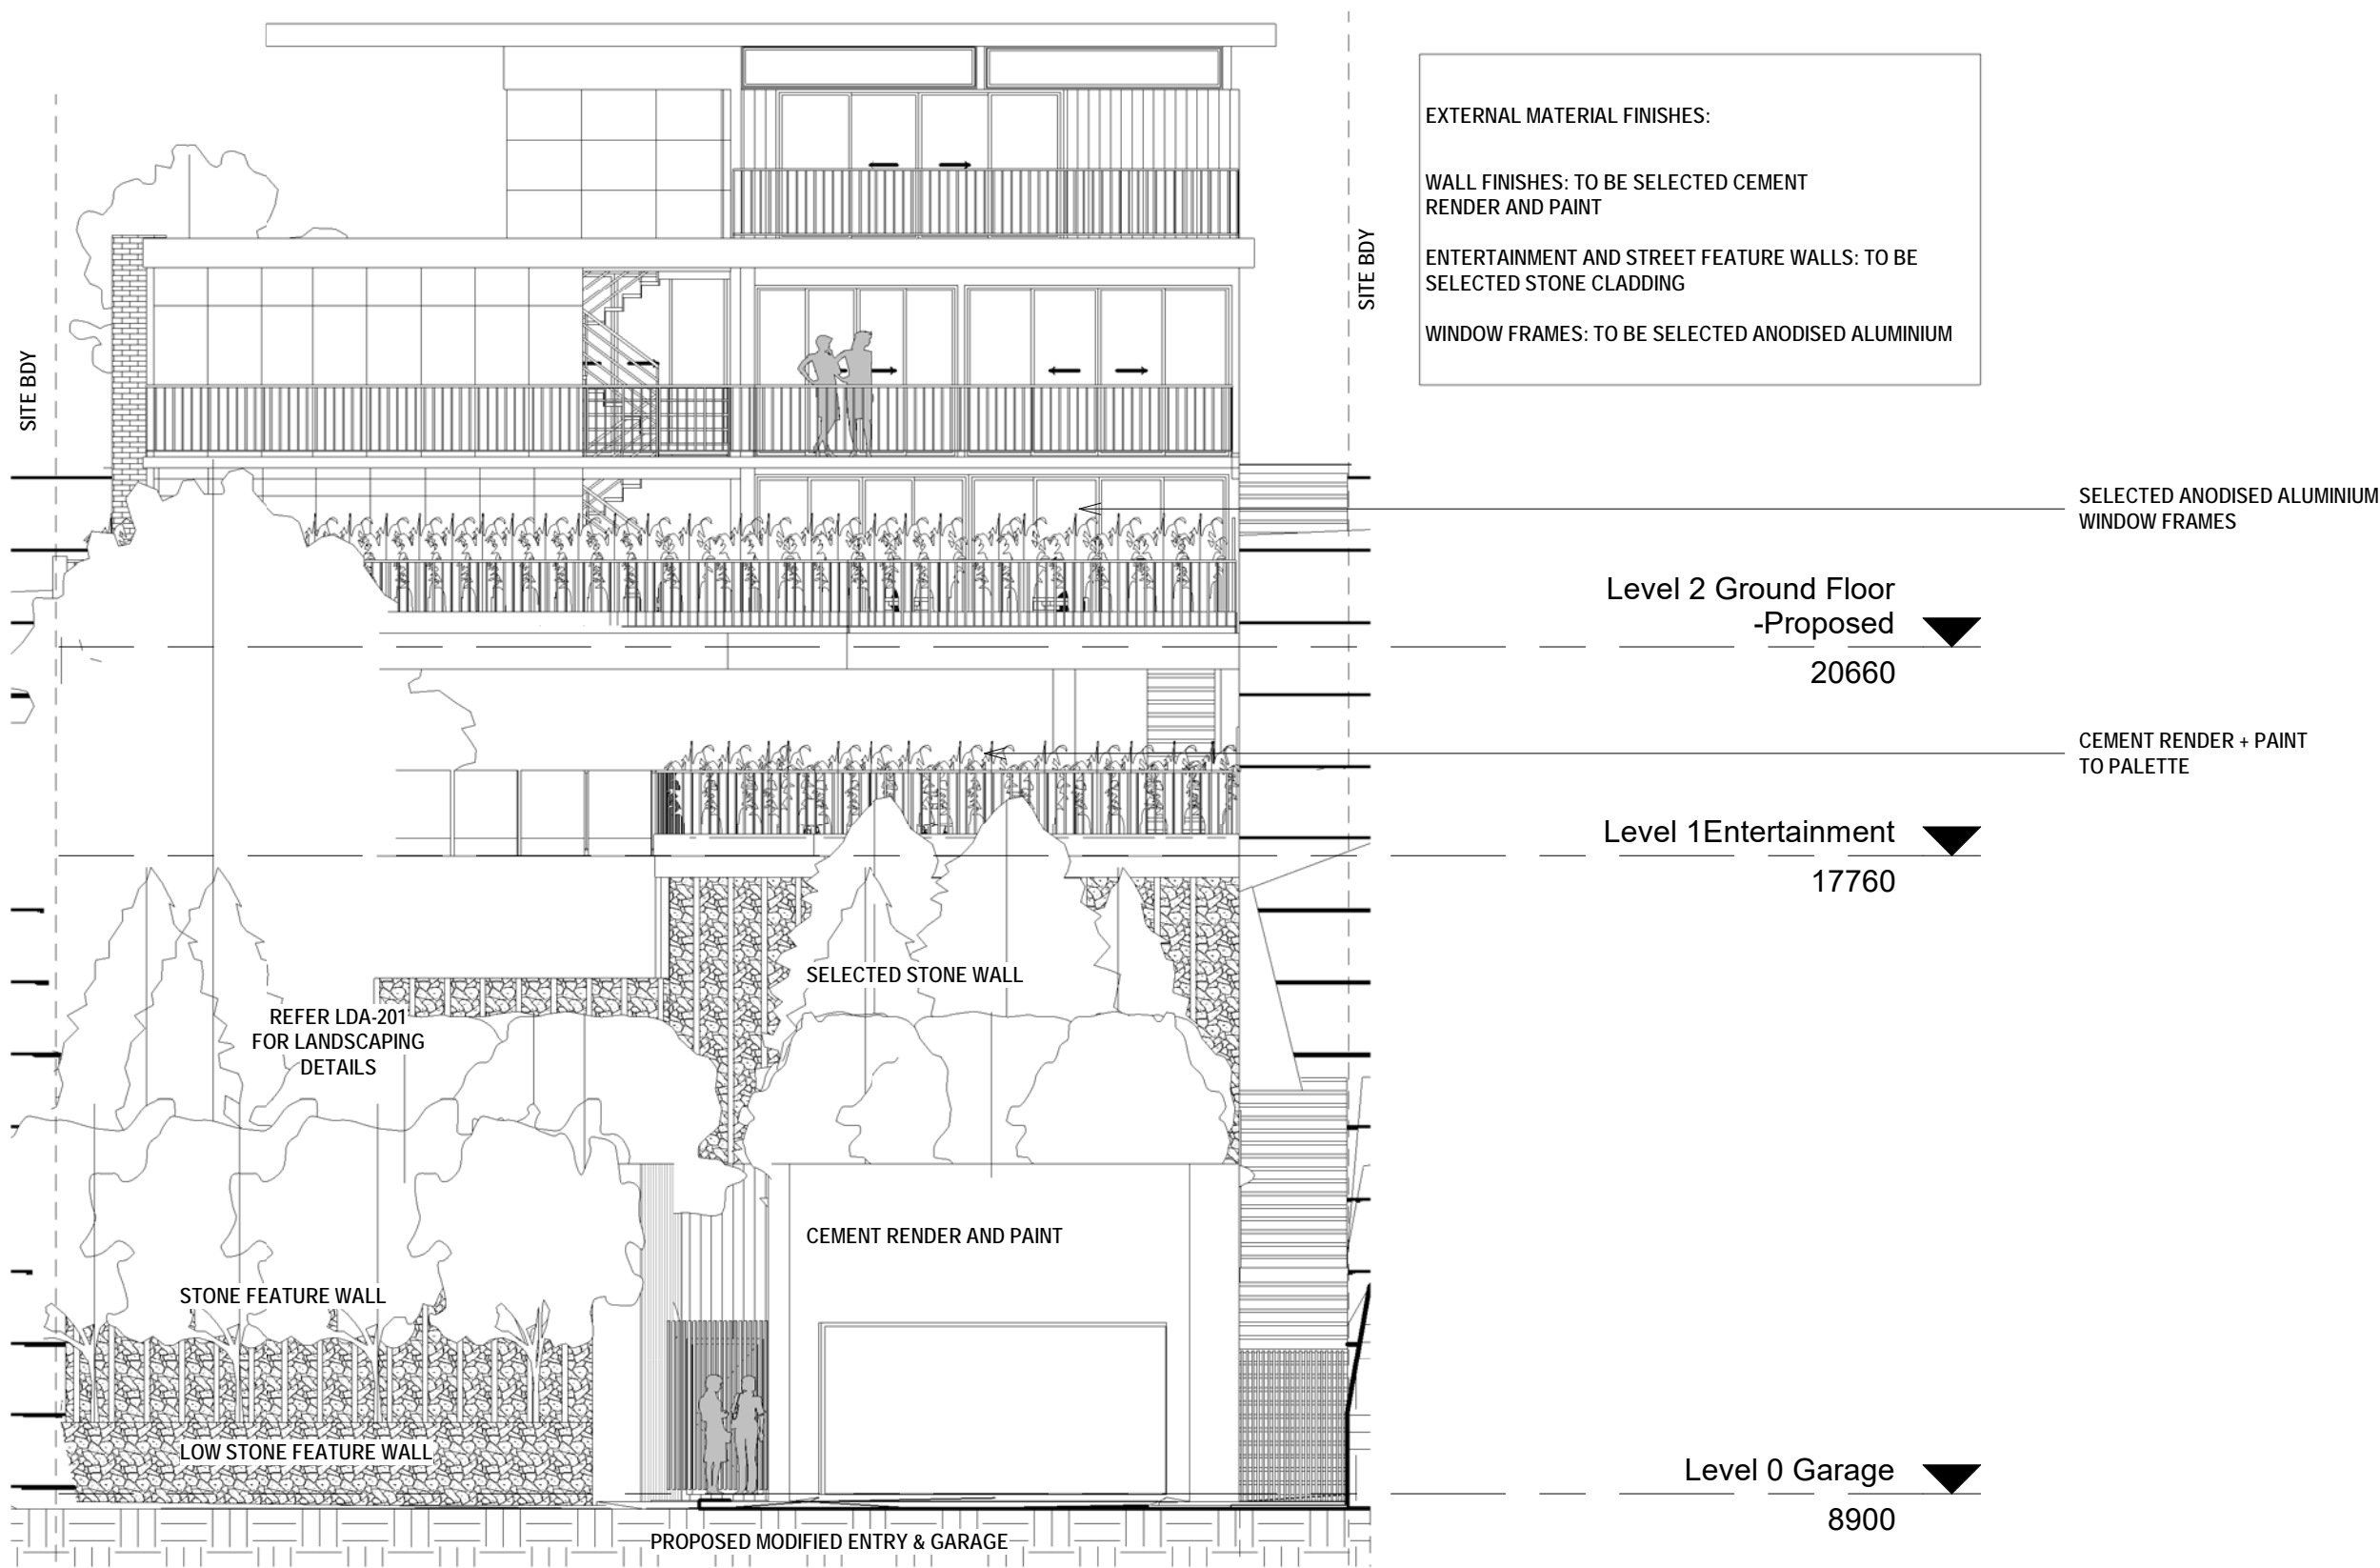 EXTERNAL MATERIAL FINISHES:
WALL FINISHES: TO BE SELECTED CEMENT
RENDER AND PAINT
ENTERTAINMENT AND STREET FEATURE WALLS: TO BE
SELECTED STONE CLADDING
WINDOW FRAMES: TO BE SELECTED ANODISED ALUMINIUM
SITE BDY
SITE BDY
SELECTED ANODISED ALUMINIUM
WINDOW FRAMES
Level 2 Ground Floor
-Proposed
20660
CEMENT RENDER + PAINT
TO PALETTE
Level 1Entertainment
17760
SELECTED STONE WALL
REFER LDA-201
FOR LANDSCAPING
DETAILS
CEMENT RENDER AND PAINT
STONE FEATURE WALL
LOW STONE FEATURE WALL
Level 0 Garage
8900
PROPOSED MODIFIED ENTRY & GARAGE